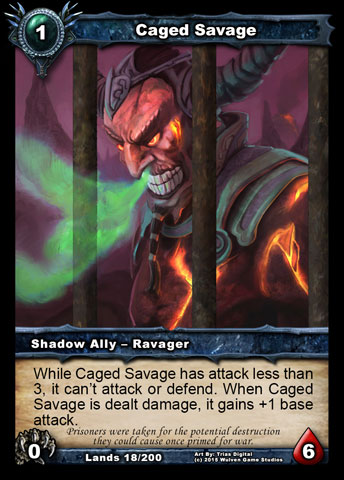 1
Caged Savage
Shadow Ally – Ravager
While Caged Savage has attack less than
3, it can't attack or defend. When Caged
Savage is dealt damage, it gains +1 base
attack.
Prisoners were taken for the potential destruction
they could cause once primed for war.
0
Lands 18/200
Art By: Trias Digital
(c) 2015 Wulven Game Studios
6